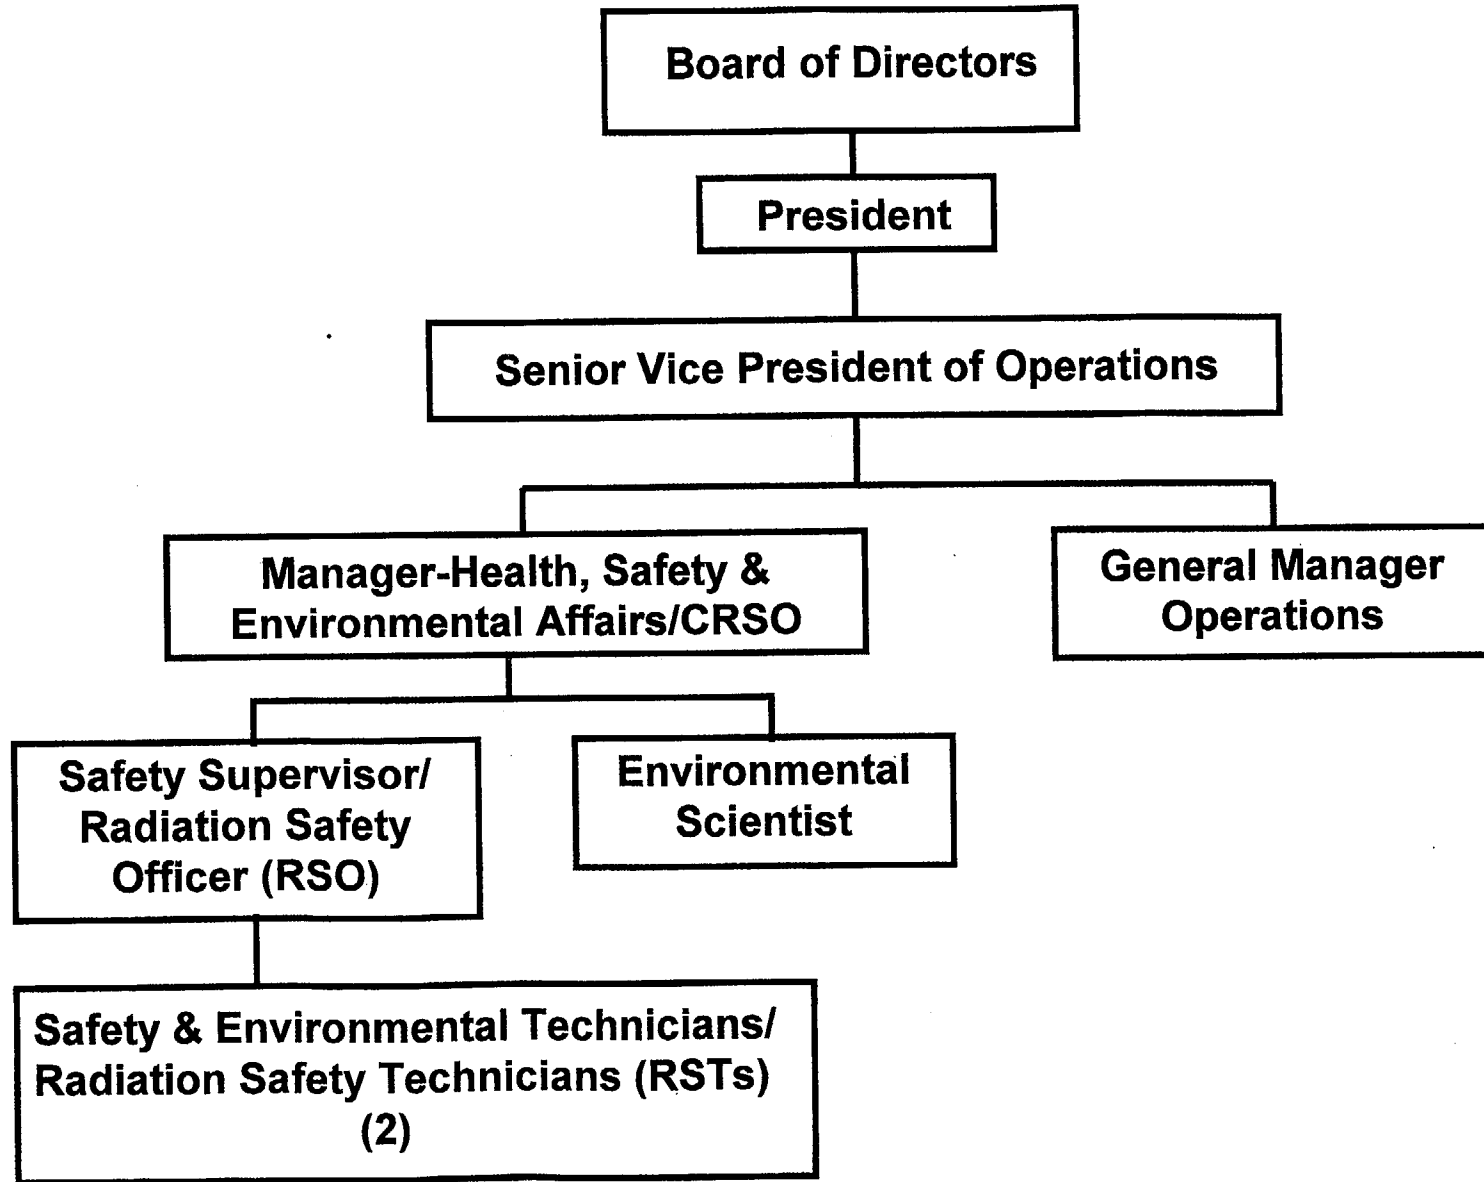 Board of Directors
President
Senior Vice President of Operations
Manager-Health, Safety &
Environmental Affairs/CRSO
General Manager
Operations
Safety Supervisor/
Radiation Safety
Officer (RSO)
Environmental
Scientist
Safety & Environmental Technicians/
Radiation Safety Technicians (RSTs)
(2)